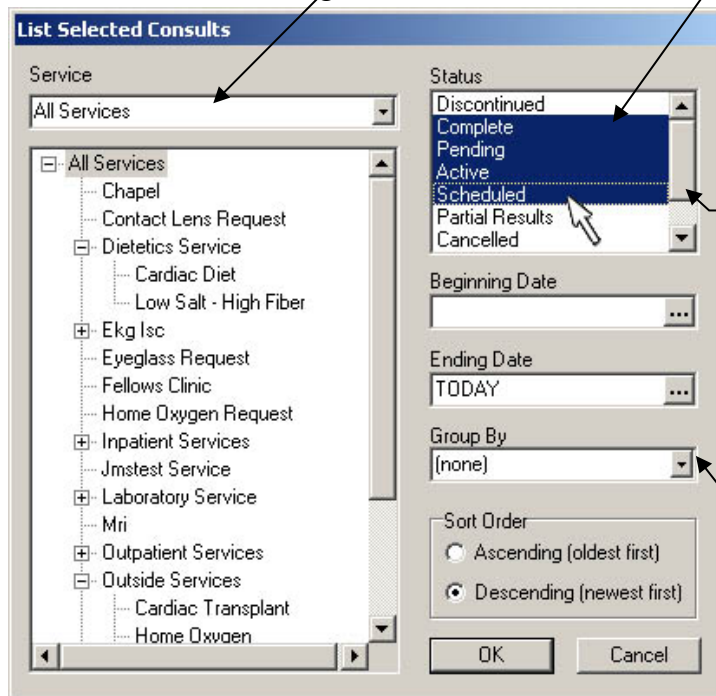 List Selected Consults
Service
All Services
All Services
Chapel
Contact Lens Request
Dietetics Service
Cardiac Diet
Low Salt - High Fiber
Ekg Isc
Eyeglass Request
Fellows Clinic
Home Oxygen Request
Inpatient Services
Jmstest Service
Laboratory Service
Mri
Outpatient Services
Outside Services
Cardiac Transplant
Home Oxygen
Status
Discontinued
Complete
Pending
Active
Scheduled
Partial Results
Cancelled
Beginning Date
...
Ending Date
TODAY
...
Group By
(none)
Sort Order
Ascending (oldest first)
Descending (newest first)
OK
Cancel